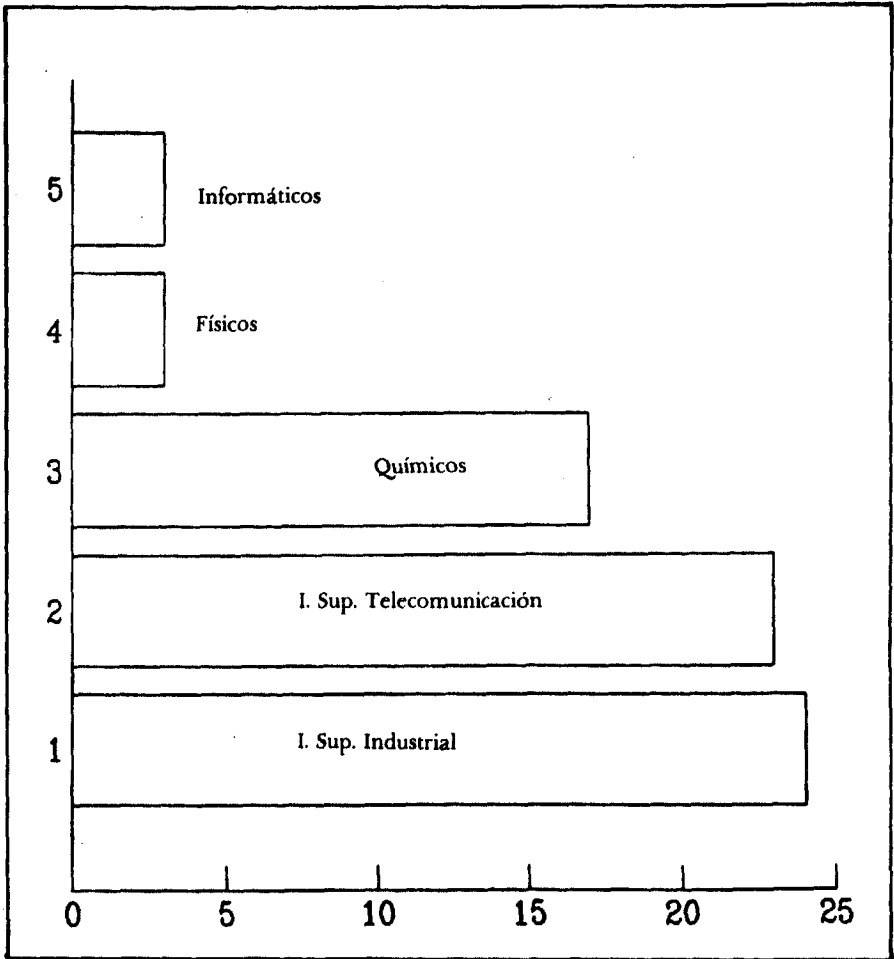 5 Informáticos
4 Físicos
3 Químicos
2 I. Sup. Telecomunicación
1 I. Sup. Industrial
0 5 10 15 20 25